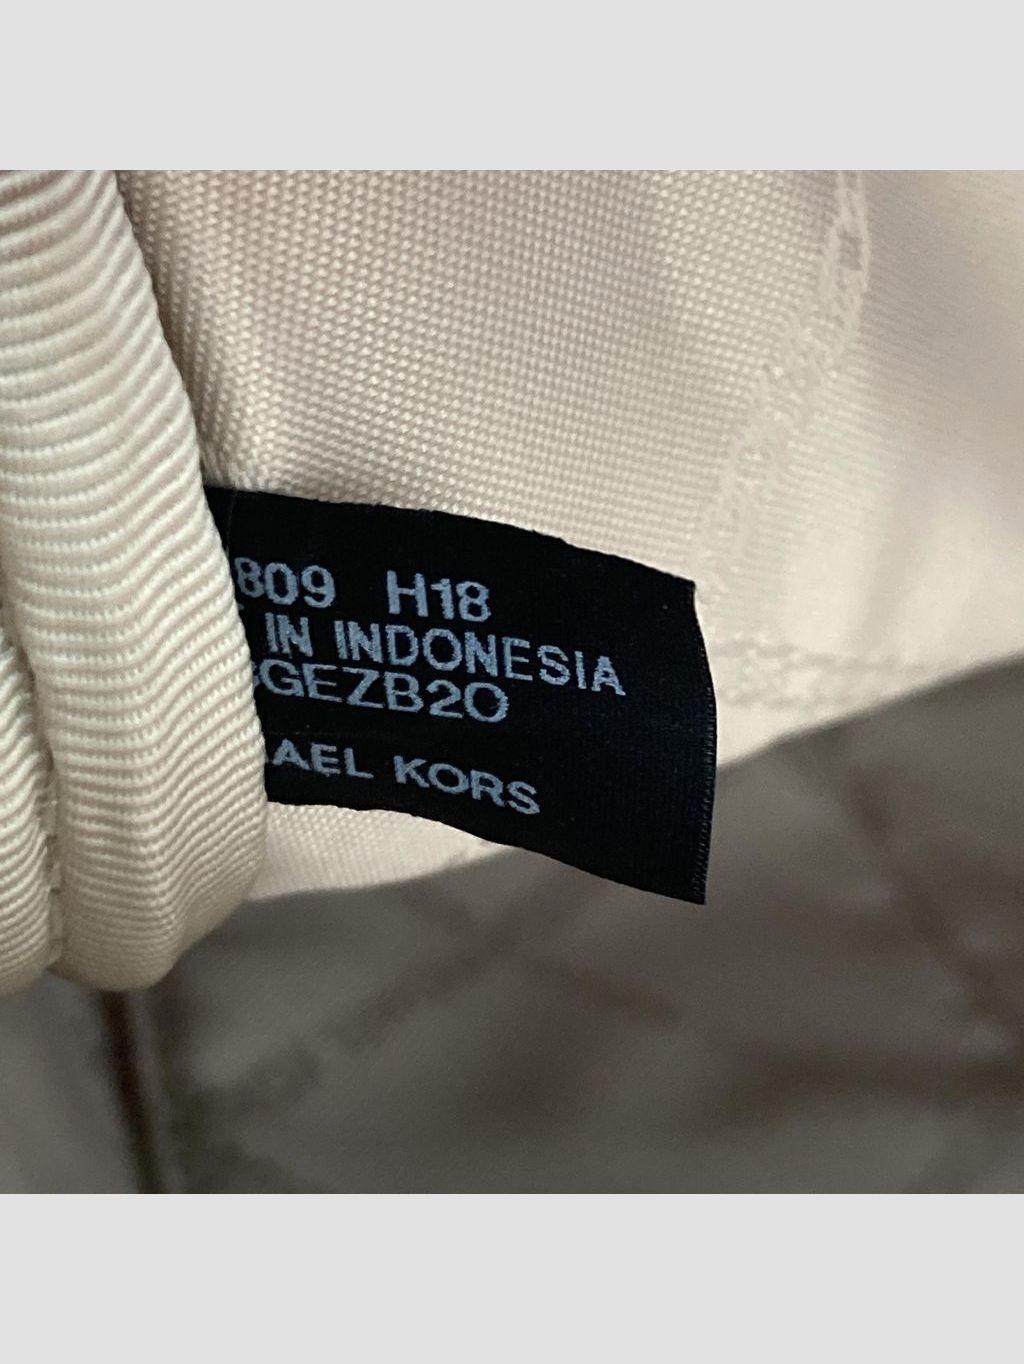 809 H18
IN INDONESIA
GEZB2O
AEL KORS